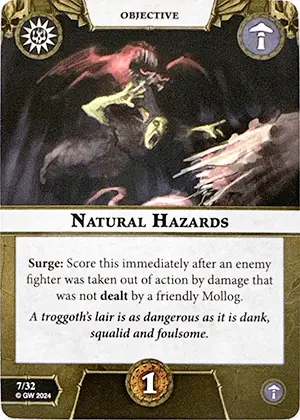 OBJECTIVE
NATURAL HAZARDS
Surge: Score this immediately after an enemy
fighter was taken out of action by damage that
was not dealt by a friendly Mollog.
A troggoth's lair is as dangerous as it is dank,
squalid and foulsome.
7/32
© GW 2024
1